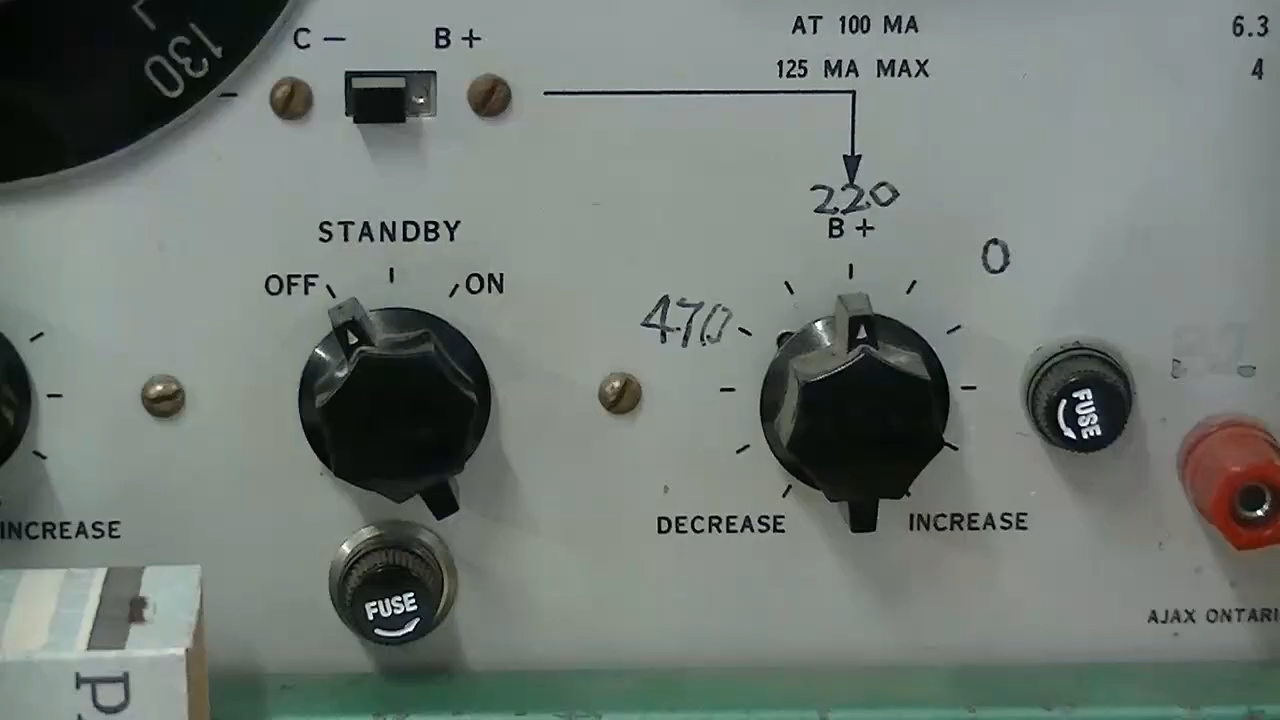 130
C – B +
AT 100 MA
125 MA MAX
6.3
4
220
B +
STANDBY
OFF ON
470
0
FUSE
DECREASE INCREASE
INCREASE
FUSE
AJAX ONTARI
P